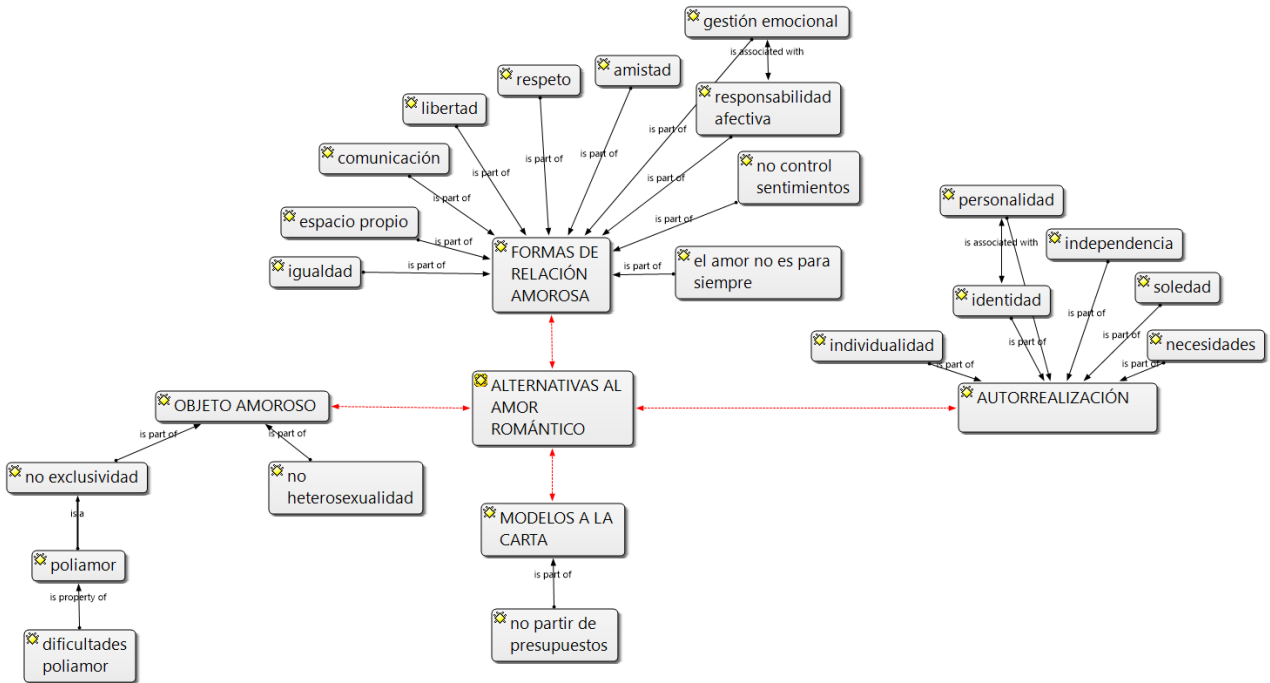 gestión emocional
is associated with
amistad
respeto
responsabilidad
afectiva
libertad
is part of
is part of
is part of
is part of
is part of
comunicación
no control
sentimientos
is part of
is part of
espacio propio
is part of
igualdad
is part of
FORMAS DE
RELACIÓN
AMOROSA
is part of
el amor no es para
siempre
personalidad
is associated with
independencia
identidad
soledad
is part of
is part of
individualidad
is part of
necesidades
is part of
AUTORREALIZACIÓN
ALTERNATIVAS AL
AMOR
ROMÁNTICO
OBJETO AMOROSO
is part of
is part of
no exclusividad
no
heterosexualidad
is a
poliamor
is property of
dificultades
poliamor
MODELOS A LA
CARTA
is part of
no partir de
presupuestos